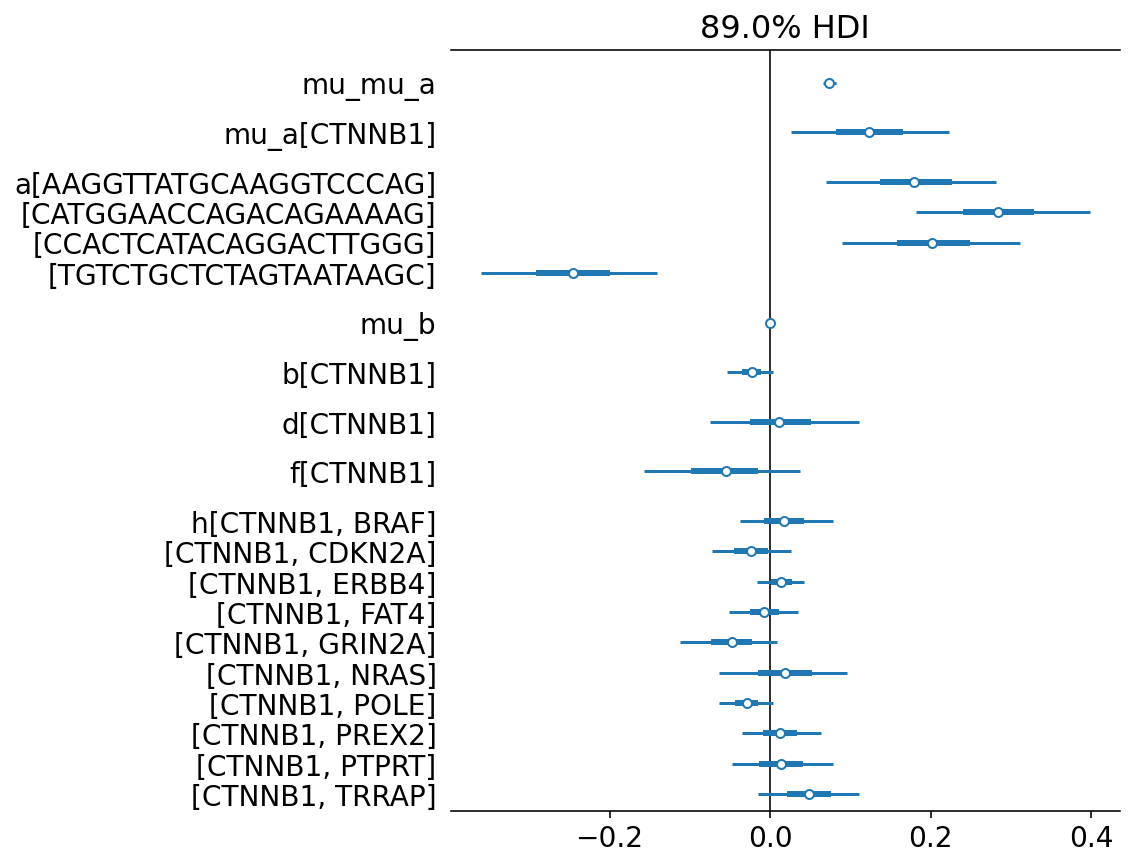 89.0% HDI
mu_mu_a
mu_a[CTNNB1]
a[AAGGTTATGCAAGGTCCCAG]
[CATGGAACCAGACAGAAAAG]
[CCACTCATACAGGACTTGGG]
[TGTCTGCTCTAGTAATAAGC]
mu_b
b[CTNNB1]
d[CTNNB1]
f[CTNNB1]
h[CTNNB1, BRAF]
[CTNNB1, CDKN2A]
[CTNNB1, ERBB4]
[CTNNB1, FAT4]
[CTNNB1, GRIN2A]
[CTNNB1, NRAS]
[CTNNB1, POLE]
[CTNNB1, PREX2]
[CTNNB1, PTPRT]
[CTNNB1, TRRAP]
−0.2 0.0 0.2 0.4